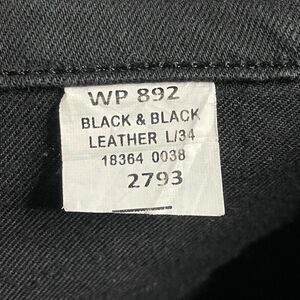 WP 892
BLACK & BLACK
LEATHER L/34
18364 0038
2793